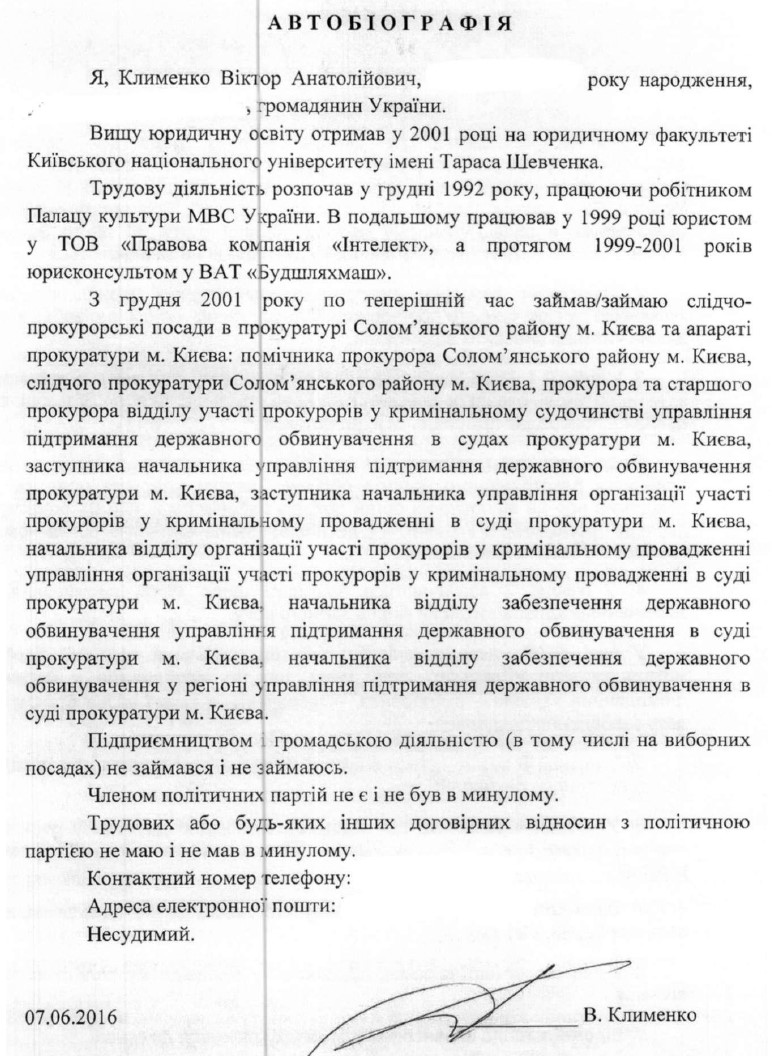 АВТОБІОГРАФІЯ
Я, Клименко Віктор Анатолійович, року народження,
, громадянин України.
Вищу юридичну освіту отримав у 2001 році на юридичному факультеті
Київського національного університету імені Тараса Шевченка.
Трудову діяльність розпочав у грудні 1992 року, працюючи робітником
Палацу культури МВС України. В подальшому працював у 1999 році юристом
у ТОВ «Правова компанія «Інтелект», а протягом 1999-2001 років
юрисконсультом у ВАТ «Будшляхмаш».
З грудня 2001 року по теперішній час займав/займаю слідчо-
прокурорські посади в прокуратурі Солом’янського району м. Києва та апараті
прокуратури м. Києва: помічника прокурора Солом’янського району м. Києва,
слідчого прокуратури Солом’янського району м. Києва, прокурора та старшого
прокурора відділу участі прокурорів у кримінальному судочинстві управління
підтримання державного обвинувачення в судах прокуратури м. Києва,
заступника начальника управління підтримання державного обвинувачення
прокуратури м. Києва, заступника начальника управління організації участі
прокурорів у кримінальному провадженні в суді прокуратури м. Києва,
начальника відділу організації участі прокурорів у кримінальному провадженні
управління організації участі прокурорів у кримінальному провадженні в суді
прокуратури м. Києва, начальника відділу забезпечення державного
обвинувачення управління підтримання державного обвинувачення в суді
прокуратури м. Києва, начальника відділу забезпечення державного
обвинувачення у регіоні управління підтримання державного обвинувачення в
суді прокуратури м. Києва.
Підприємництвом і громадською діяльністю (в тому числі на виборних
посадах) не займався і не займаюсь.
Членом політичних партій не є і не був в минулому.
Трудових або будь-яких інших договірних відносин з політичною
партією не маю і не мав в минулому.
Контактний номер телефону:
Адреса електронної пошти:
Несудимий.
07.06.2016 В. Клименко